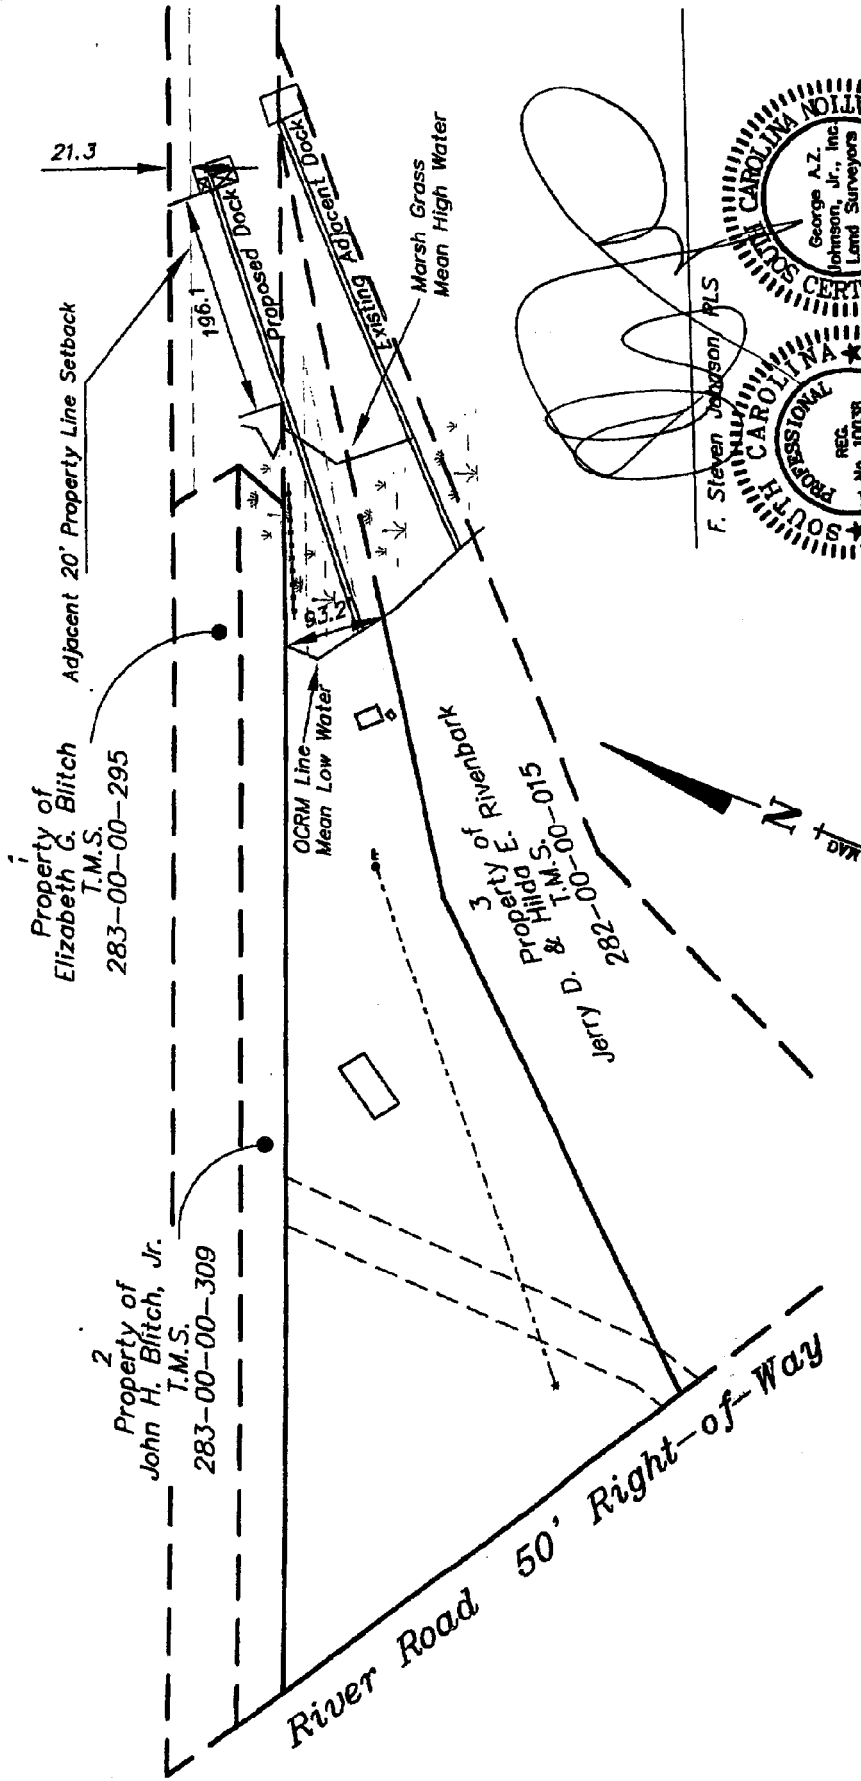 21.3
Adjacent 20' Property Line Setback
196.1
Proposed Dock
Existing Adjacent Dock
Marsh Grass
Mean High Water
1
Property of
Elizabeth G. Blitch
T.M.S.
283-00-00-295
OCRM Line
Mean Low Water
2
Property of
John H. Blitch, Jr.
T.M.S.
283-00-00-309
3
Property of
Jerry D. & Hilda E. Rivenbark
T.M.S.
282-00-00-015
N
MAG
River Road 50' Right-of-Way
F. Steven Johnson PLS
SOUTH CAROLINA
PROFESSIONAL
REG.
SOUTH CAROLINA
George A.Z.
Johnson, Jr., Inc.
Land Surveyors